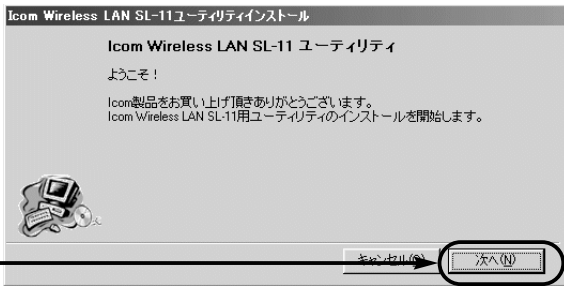 Icom Wireless LAN SL-11ユーティリティインストール
Icom Wireless LAN SL-11 ユーティリティ
ようこそ！
Icom製品をお買い上げ頂きありがとうございます。
Icom Wireless LAN SL-11用ユーティリティのインストールを開始します。
キャンセル(C) 次へ(N)